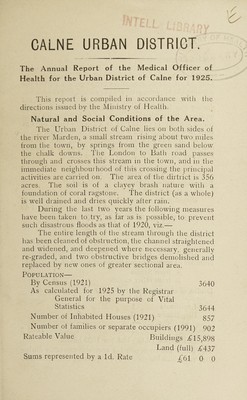 INTELL LIBRARY
CALNE URBAN DISTRICT.
The Annual Report of the Medical Officer of
Health for the Urban District of Calne for 1925.
This report is compiled in accordance with the
directions issued by the Ministry of Health.
Natural and Social Conditions of the Area.
The Urban District of Calne lies on both sides of
the river Marden, a small stream rising about two miles
from the town, by springs from the green sand below
the chalk downs. The London to Bath road passes
through and crosses this stream in the town, and in the
immediate neighbourhood of this crossing the principal
activities are carried on. The area of the district is 356
acres. The soil is of a clayey brash nature with a
foundation of coral ragstone. The district (as a whole)
is well drained and dries quickly after rain.
During the last two years the following measures
have been taken to try, as far as is possible, to prevent
such disastrous floods as that of 1920, viz.—
The entire length of the stream through the district
has been cleaned of obstruction, the channel straightened
and widened, and deepened where necessary, generally
re-graded, and two obstructive bridges demolished and
replaced by new ones of greater sectional area.
POPULATION—
By Census (1921) 3640
As calculated for 1925 by the Registrar
General for the purpose of Vital
Statistics 3644
Number of Inhabited Houses (1921) 857
Number of families or separate occupiers (1991) 902
Rateable Value Buildings £15,898
Land (full) £437
Sums represented by a 1d. Rate £61 0 0